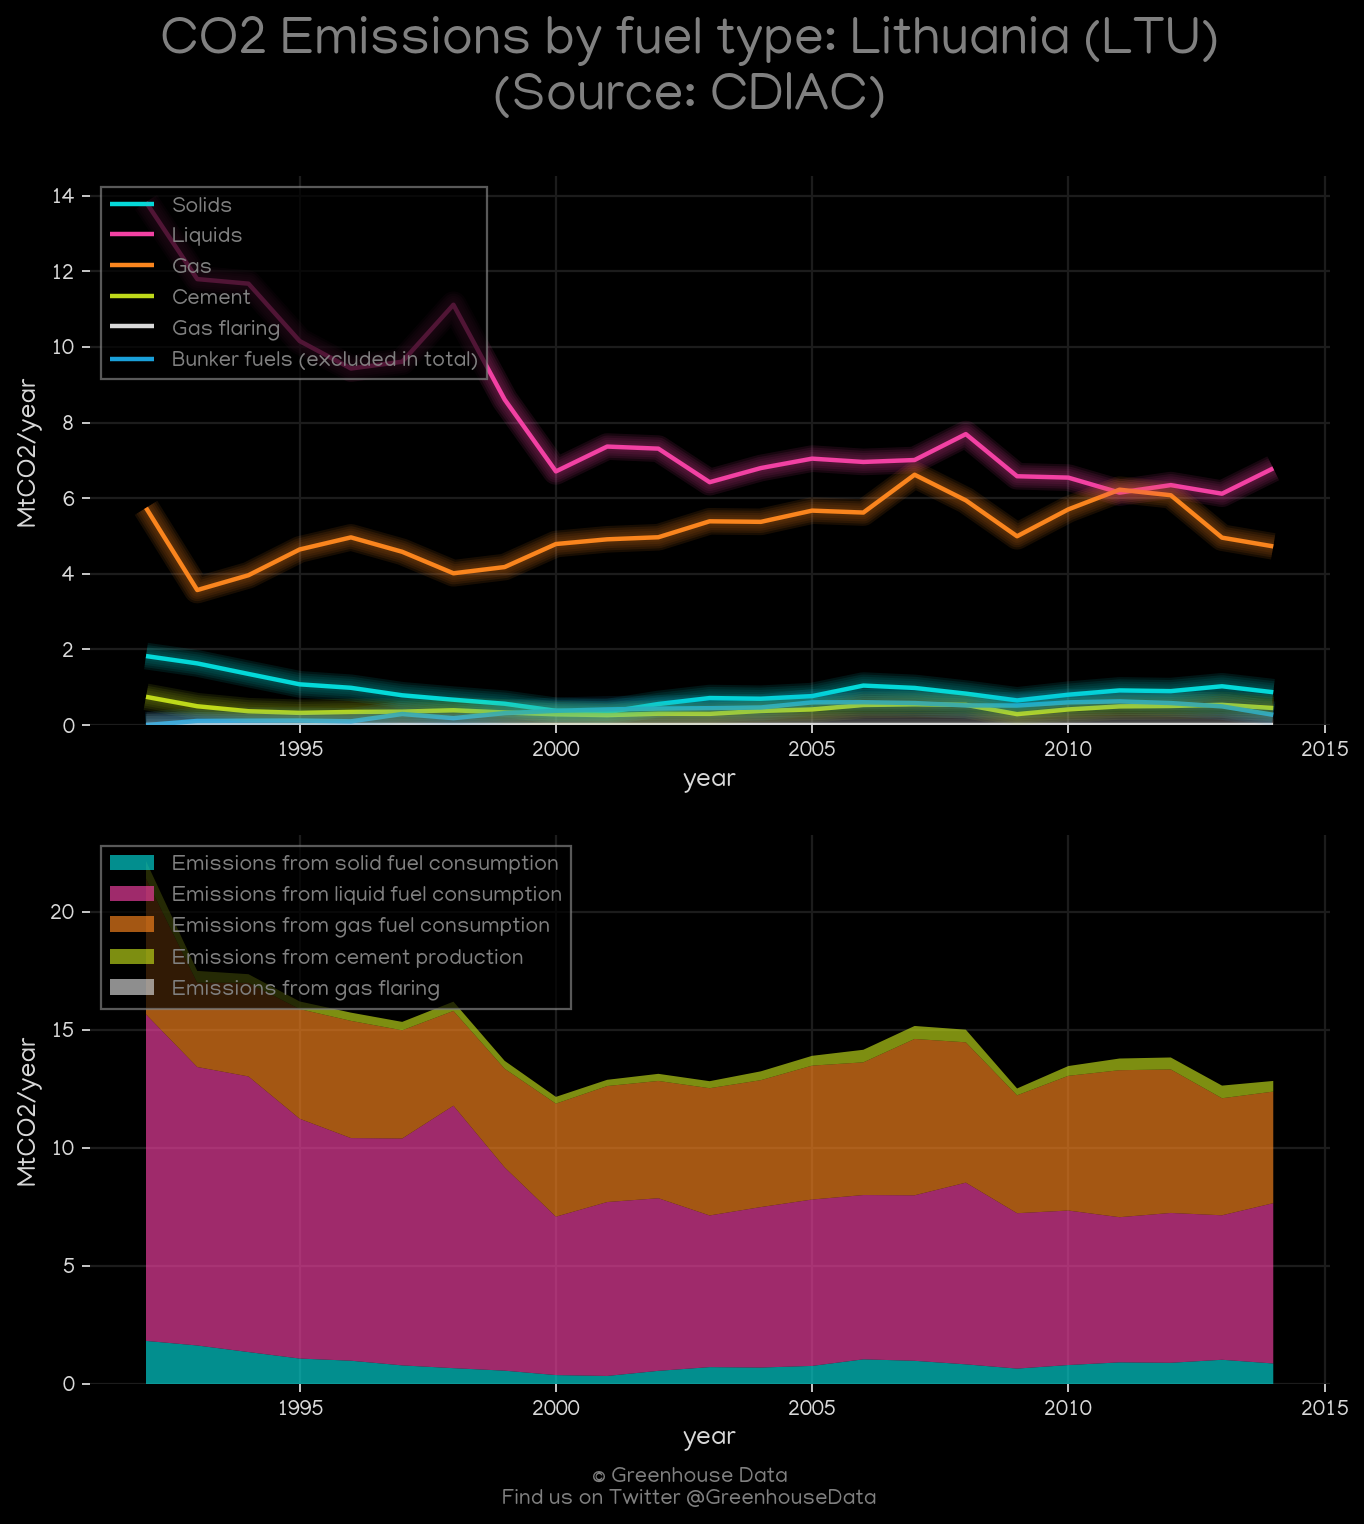 CO2 Emissions by fuel type: Lithuania (LTU)
(Source: CDIAC)
14
12
10
8
6
4
2
0
MtCO2/year
Solids
Liquids
Gas
Cement
Gas flaring
Bunker fuels (excluded in total)
1995
2000
2005
2010
2015
year
20
15
10
5
0
MtCO2/year
Emissions from solid fuel consumption
Emissions from liquid fuel consumption
Emissions from gas fuel consumption
Emissions from cement production
Emissions from gas flaring
1995
2000
2005
2010
2015
year
© Greenhouse Data
Find us on Twitter @GreenhouseData